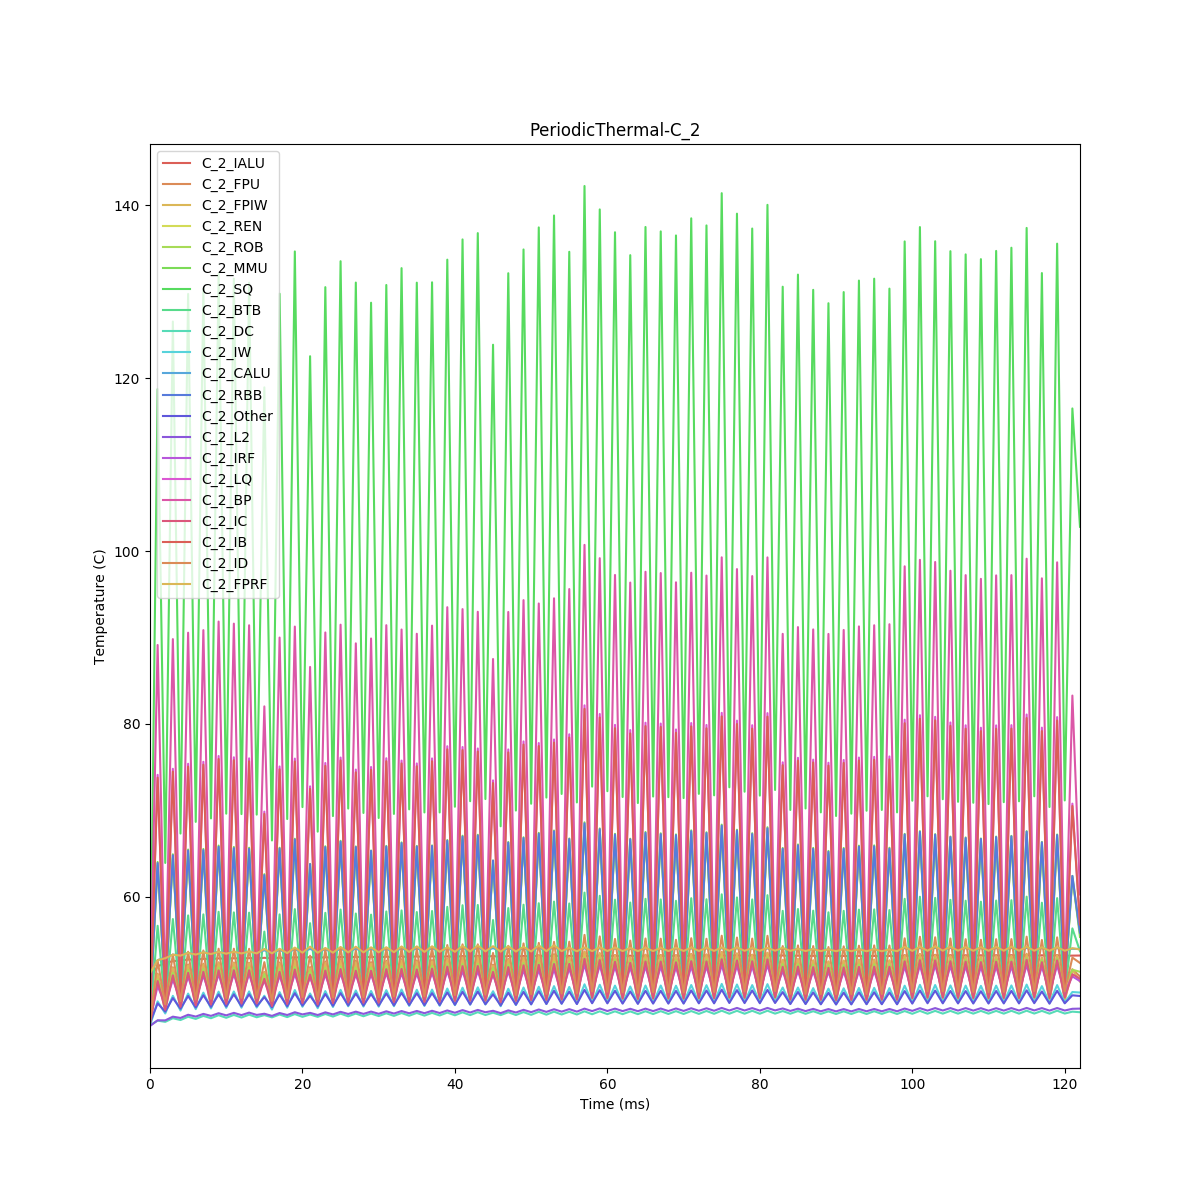 PeriodicThermal-C_2
C_2_IALU
C_2_FPU
C_2_FPIW
C_2_REN
C_2_ROB
C_2_MMU
C_2_SQ
C_2_BTB
C_2_DC
C_2_IW
C_2_CALU
C_2_RBB
C_2_Other
C_2_L2
C_2_IRF
C_2_LQ
C_2_BP
C_2_IC
C_2_IB
C_2_ID
C_2_FPRF
Temperature (C)
140
120
100
80
60
0 20 40 60 80 100 120
Time (ms)